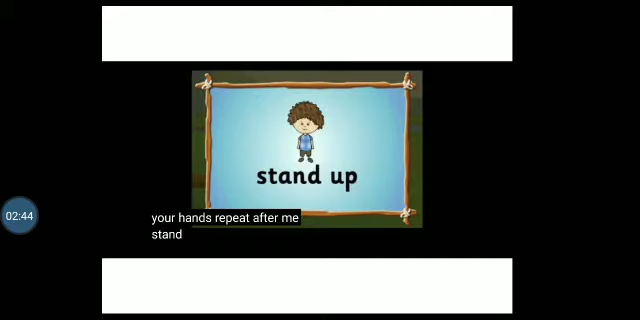 stand up
02:44
your hands repeat after me
stand